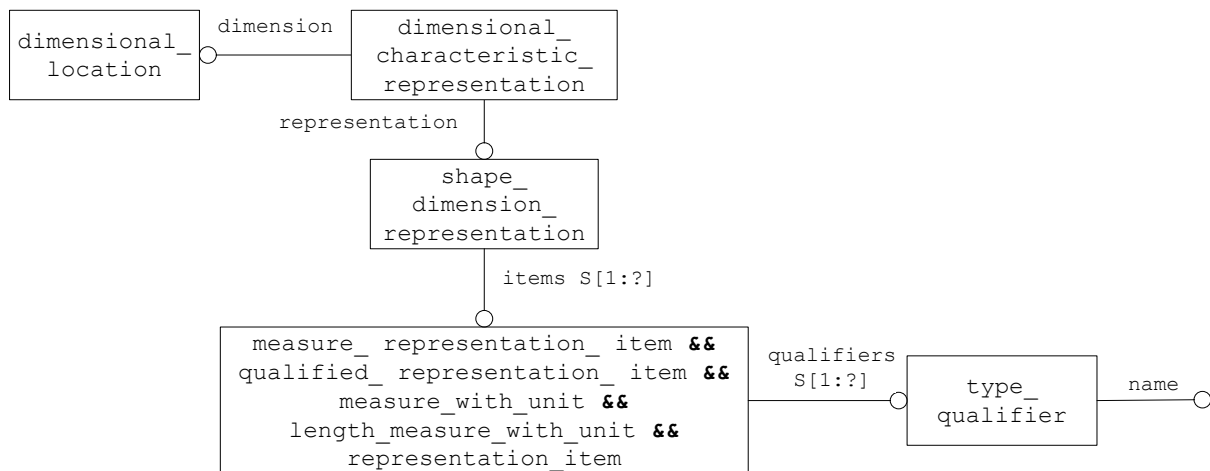 dimensional_
location
dimension
dimensional_
characteristic_
representation
representation
shape_
dimension_
representation
items S[1:?]
measure_ representation_ item &&
qualified_ representation_ item &&
measure_with_unit &&
length_measure_with_unit &&
representation_item
qualifiers
S[1:?]
type_
qualifier
name